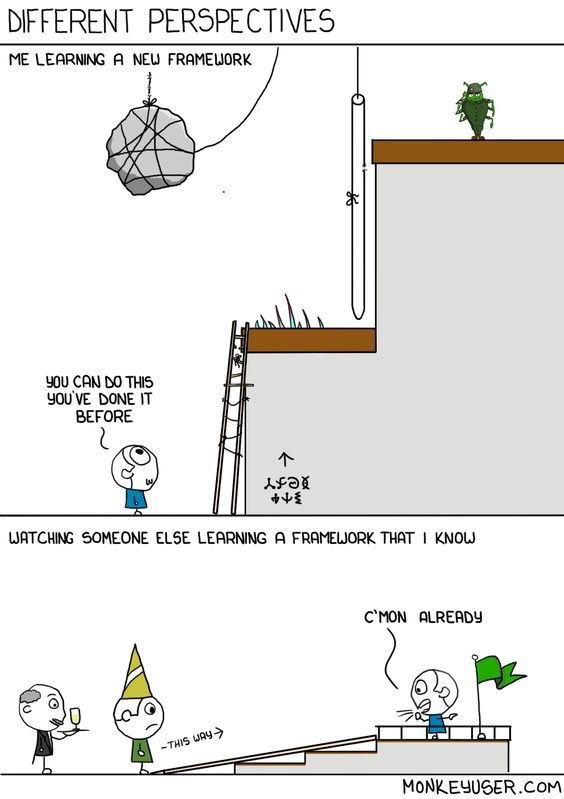 DIFFERENT PERSPECTIVES
ME LEARNING A NEW FRAMEWORK
YOU CAN DO THIS
YOU'VE DONE IT
BEFORE
WATCHING SOMEONE ELSE LEARNING A FRAMEWORK THAT I KNOW
C'MON ALREADY
-THIS WAY→
MONKEYUSER.COM